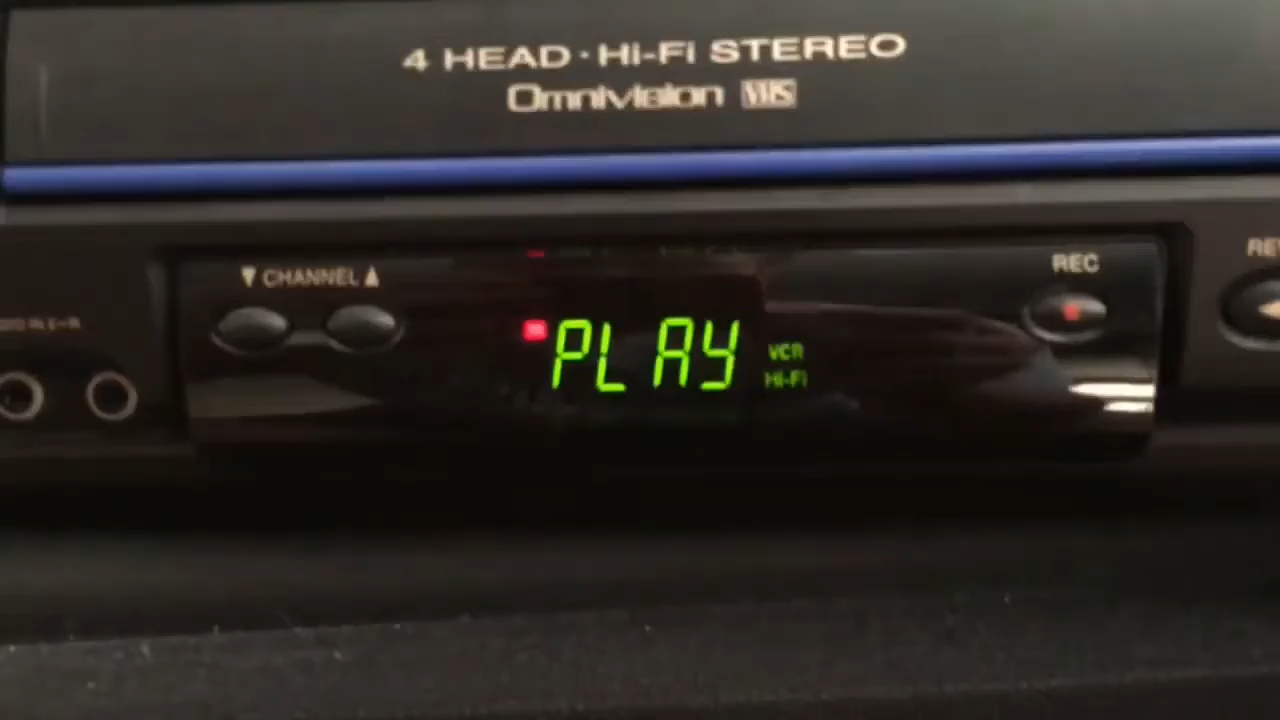 4 HEAD·Hi-Fi STEREO
Omnivision VHS
▼ CHANNEL ▲
REC
PLAY
VCR
Hi-Fi